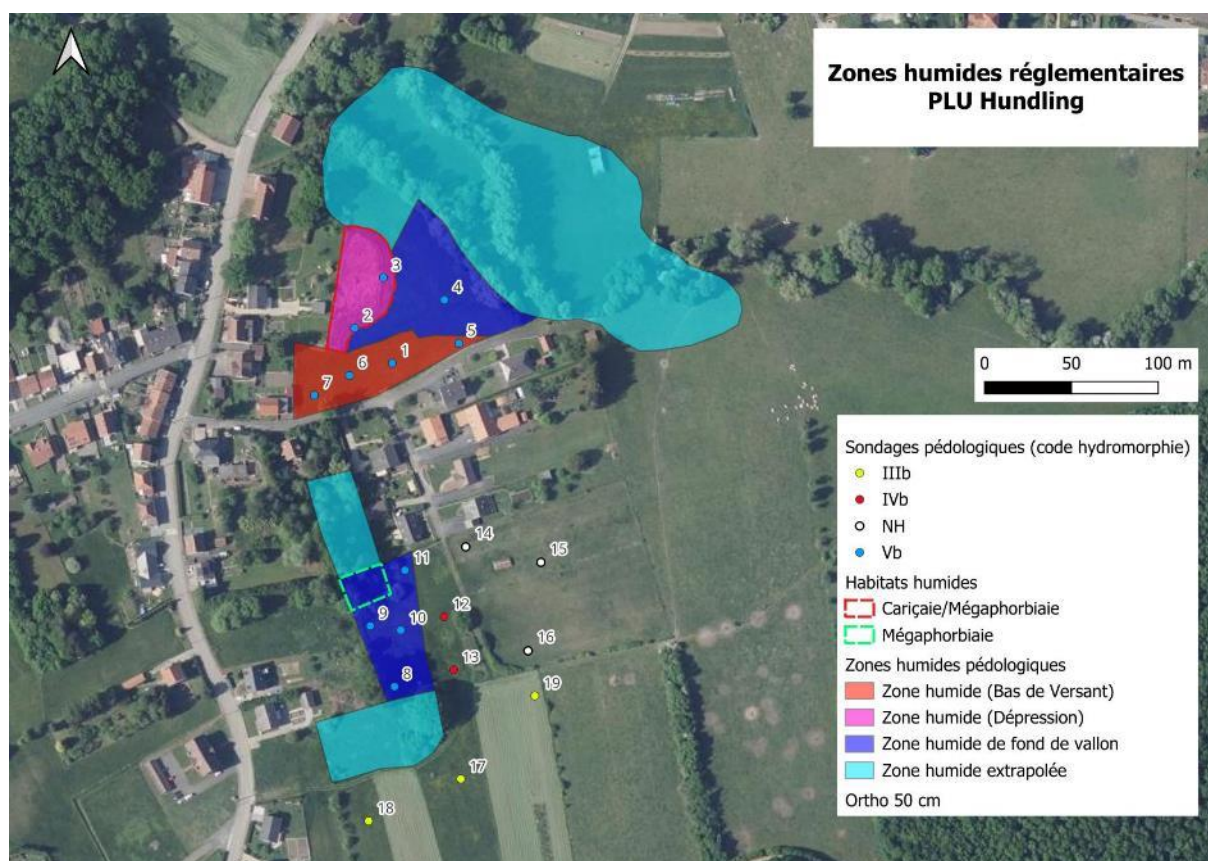 Zones humides réglementaires
PLU Hundling
3
4
2
5
1
6
7
0 50 100 m
Sondages pédologiques (code hydromorphie)
IIIb
IVb
NH
Vb
Habitats humides
Cariçaie/Mégaphorbiaie
Mégaphorbiaie
Zones humides pédologiques
Zone humide (Bas de Versant)
Zone humide (Dépression)
Zone humide de fond de vallon
Zone humide extrapolée
Ortho 50 cm
14
15
11
12
9
10
16
13
8
19
17
18